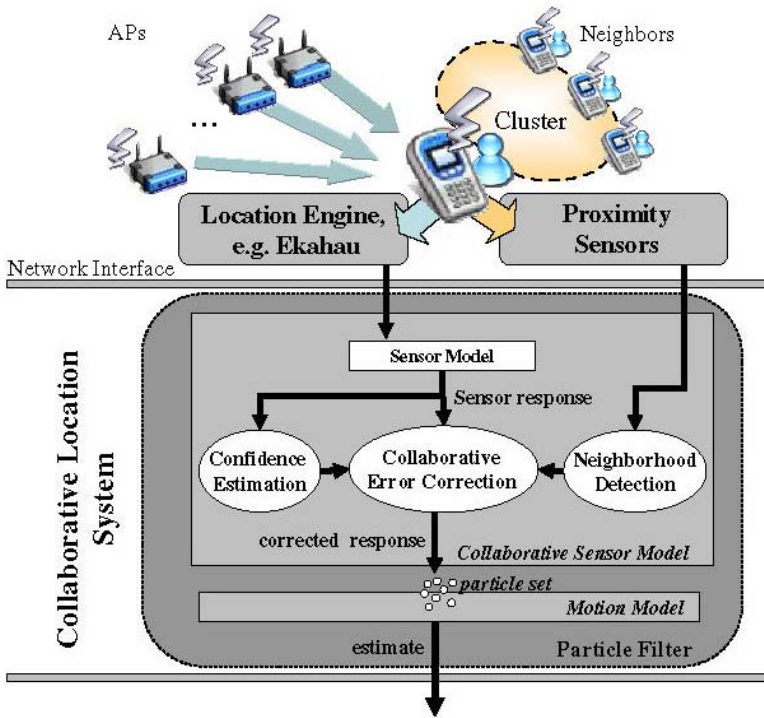 APs
Neighbors
...
Cluster
Location Engine,
e.g. Ekahau
Proximity
Sensors
Network Interface
Collaborative Location
System
Sensor Model
Sensor response
Confidence
Estimation
Collaborative
Error Correction
Neighborhood
Detection
corrected response
Collaborative Sensor Model
particle set
Motion Model
estimate
Particle Filter